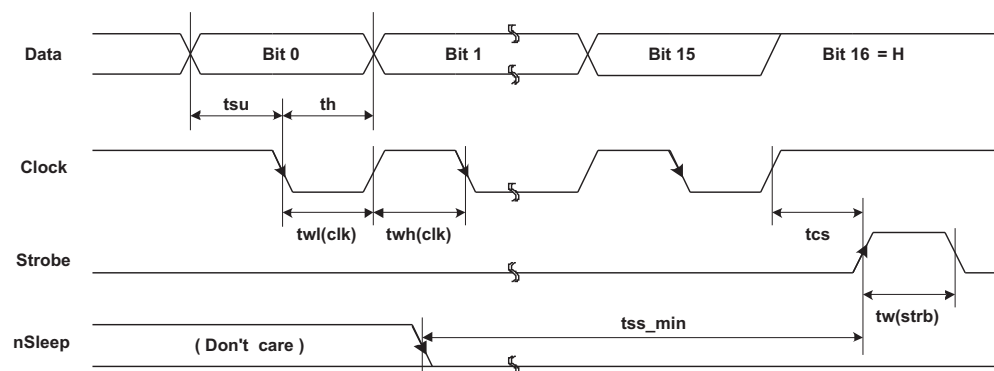 Data Bit 0 Bit 1 Bit 15 Bit 16 = H
tsu th
Clock
twl(clk) twh(clk) tcs
Strobe
tw(strb)
tss_min
nSleep ( Don't care )